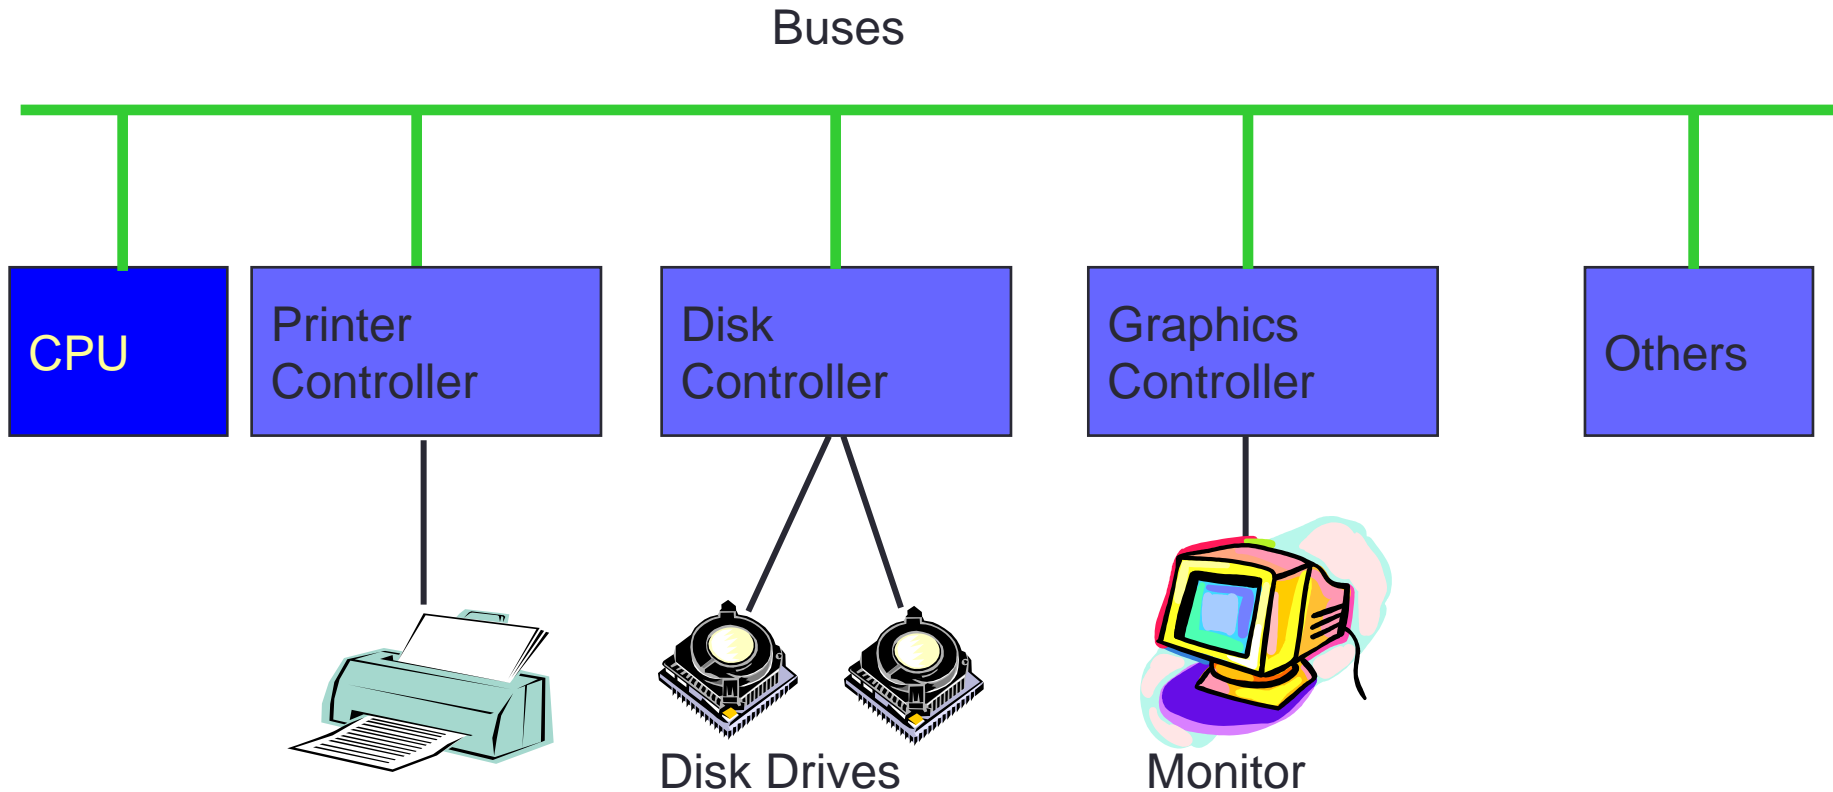 Buses
CPU
Printer
Controller
Disk
Controller
Graphics
Controller
Others
Disk Drives
Monitor